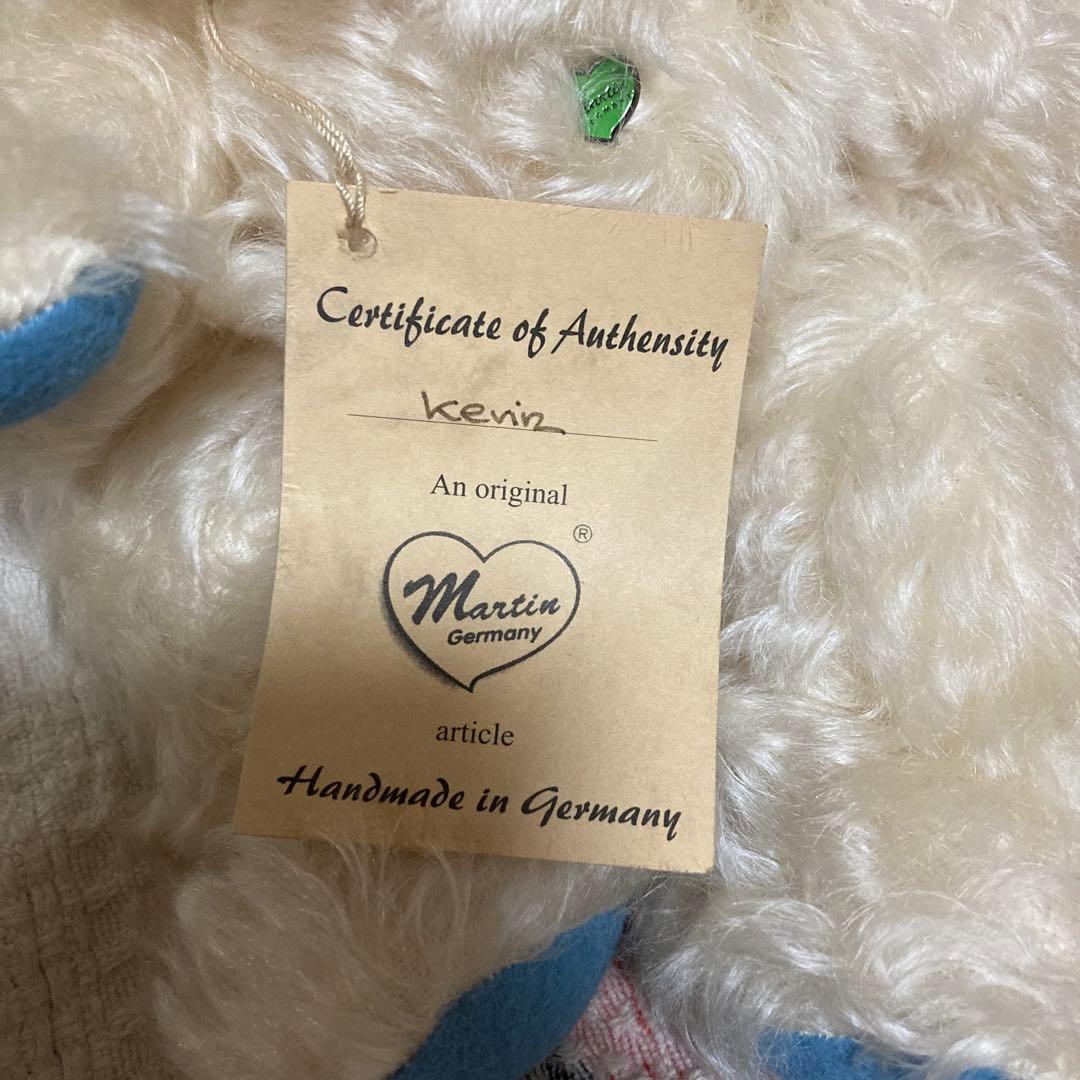 Certificate of Authensity
Kevin
An original
®
Martin
Germany
article
Handmade in Germany